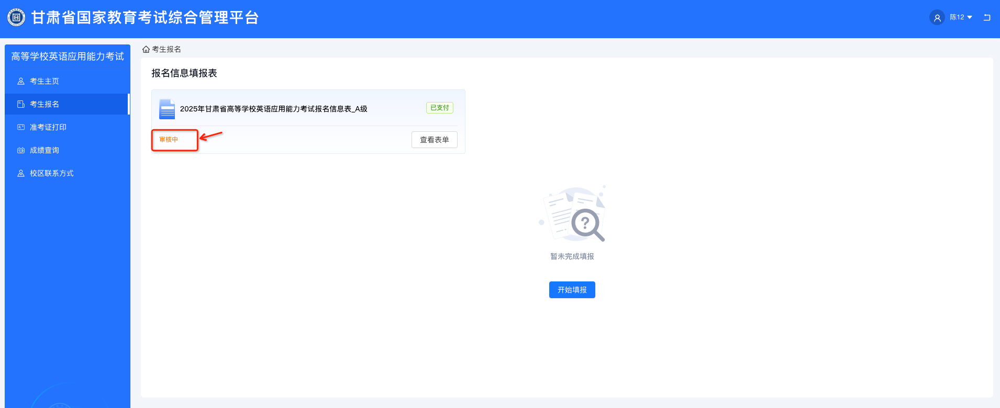 甘肃省国家教育考试综合管理平台
陈12
高等学校英语应用能力考试
考生主页
考生报名
准考证打印
成绩查询
校区联系方式
考生报名
报名信息填报表
2025年甘肃省高等学校英语应用能力考试报名信息表_A级
已支付
审核中
查看表单
暂未完成填报
开始填报